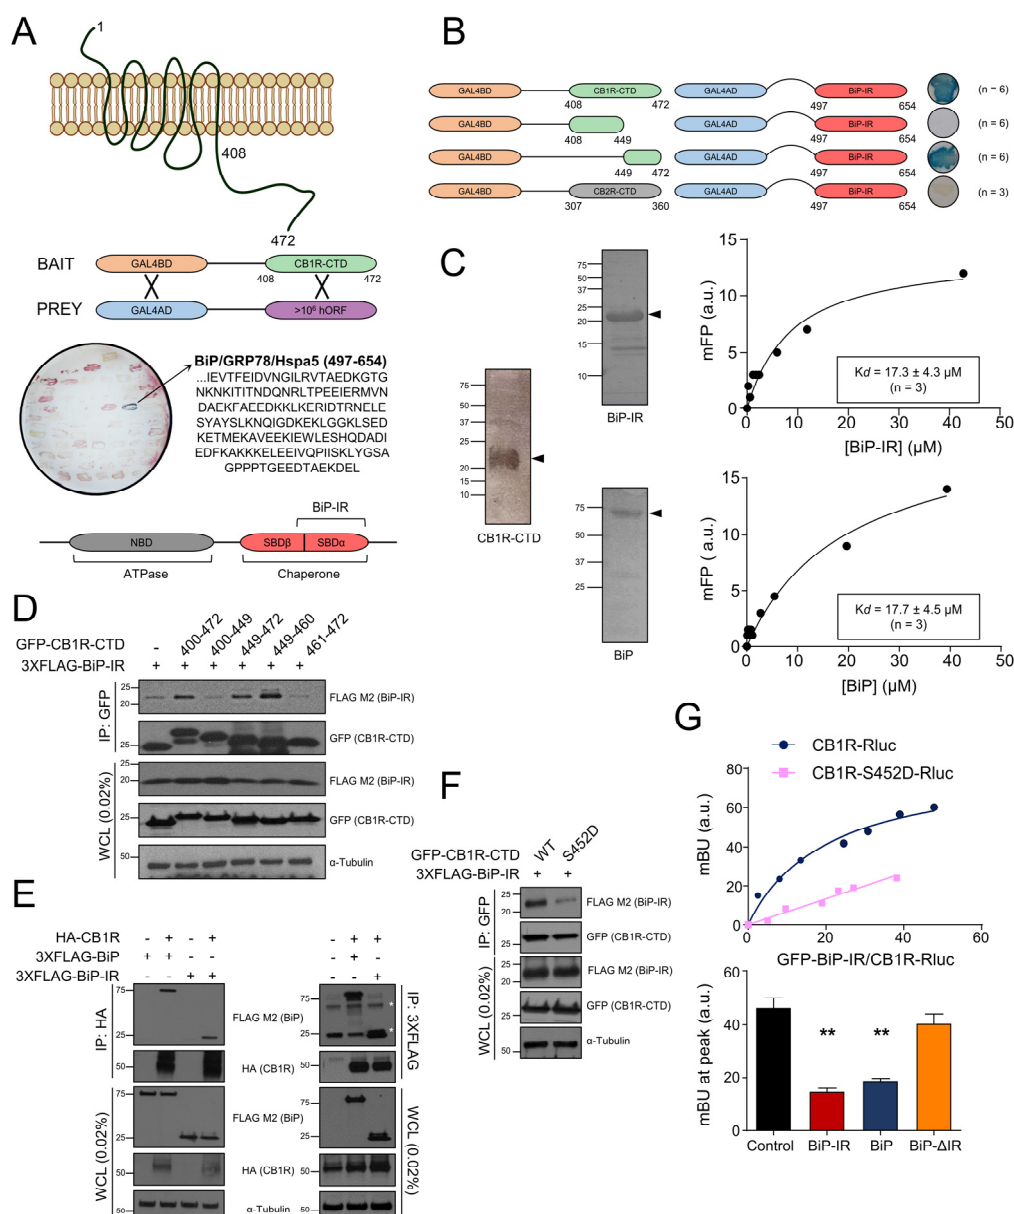 A
1
408
472
BAIT
GAL4BD
CB1R-CTD
408
472
PREY
GAL4AD
>10⁶ hORF
BiP/GRP78/Hspa5 (497-654)
...IEVTFEIDVNGILRVTAEDKGTG
NKNKITITNDQNRLTPEEIERMVN
DAEKFAEEDKKLKERIDTRNELE
SYAYSLKNQIGDKEKLGGKLSED
KETMEKAVEEKIEWLESHQDADI
EDFKAKKKELEEIVQPIISKLYGSA
GPPPTGEEDTAEKDEL
BiP-IR
NBD
SBDβ
SBDα
ATPase
Chaperone
B
GAL4BD
CB1R-CTD
408
472
GAL4AD
BiP-IR
497
654
(n = 6)
GAL4BD
408
449
GAL4AD
BiP-IR
497
654
(n = 6)
GAL4BD
449
472
GAL4AD
BiP-IR
497
654
(n = 6)
GAL4BD
CB2R-CTD
307
360
GAL4AD
BiP-IR
497
654
(n = 3)
C
75
50
37
25
20
15
10
CB1R-CTD
75
50
37
25
20
15
10
BiP-IR
75
50
37
25
BiP
mFP (a.u.)
15
10
5
0
0 10 20 30 40 50
[BiP-IR] (μM)
Kd = 17.3 ± 4.3 μM
(n = 3)
mFP ( a.u.)
15
10
5
0
0 10 20 30 40 50
[BiP] (μM)
Kd = 17.7 ± 4.5 μM
(n = 3)
D
GFP-CB1R-CTD
- 400-472 400-449 449-472 449-460 461-472
3XFLAG-BiP-IR + + + + + +
IP: GFP
25
20
FLAG M2 (BiP-IR)
25
GFP (CB1R-CTD)
WCL (0.02%)
25
20
FLAG M2 (BiP-IR)
25
GFP (CB1R-CTD)
50
α-Tubulin
E
HA-CB1R - + - +
3XFLAG-BiP + + - -
3XFLAG-BiP-IR - - + +
IP: HA
75
25
50
WCL (0.02%)
75
25
50
50
FLAG M2 (BiP)
HA (CB1R)
FLAG M2 (BiP)
HA (CB1R)
α-Tubulin
- + +
- + -
- - +
75
50
25
*
*
50
IP: 3XFLAG
75
50
25
50
50
WCL (0.02%)
F
GFP-CB1R-CTD WT S452D
3XFLAG-BiP-IR + +
IP: GFP
25
20
FLAG M2 (BiP-IR)
25
GFP (CB1R-CTD)
WCL (0.02%)
25
20
FLAG M2 (BiP-IR)
25
GFP (CB1R-CTD)
50
α-Tubulin
G
CB1R-Rluc
CB1R-S452D-Rluc
mBU (a.u.)
80
60
40
20
0
0 20 40 60
GFP-BiP-IR/CB1R-Rluc
mBU at peak (a.u.)
60
40
20
0
** **
Control BiP-IR BiP BiP-ΔIR